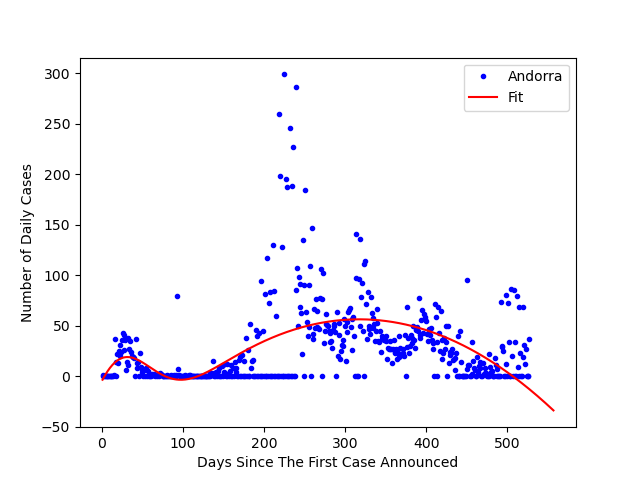 300
250
200
150
100
50
0
−50
Number of Daily Cases
Andorra
Fit
0 100 200 300 400 500
Days Since The First Case Announced